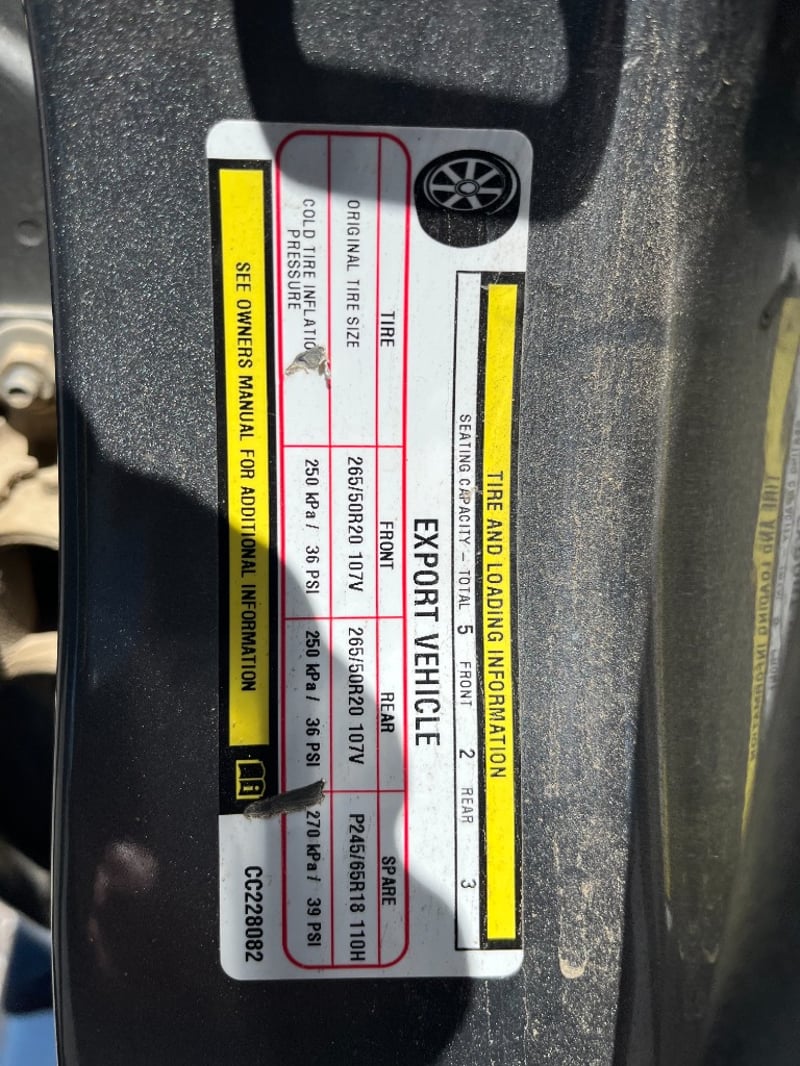 TIRE AND LOADING INFORMATION
SEATING CAPACITY - TOTAL 5 FRONT 2 REAR 3
EXPORT VEHICLE
TIRE FRONT REAR SPARE
ORIGINAL TIRE SIZE 265/50R20 107V 265/50R20 107V P245/65R18 110H
COLD TIRE INFLATIO
PRESSURE 250 kPa / 36 PSI 250 kPa / 36 PSI 270 kPa / 39 PSI
SEE OWNERS MANUAL FOR ADDITIONAL INFORMATION
CC228082